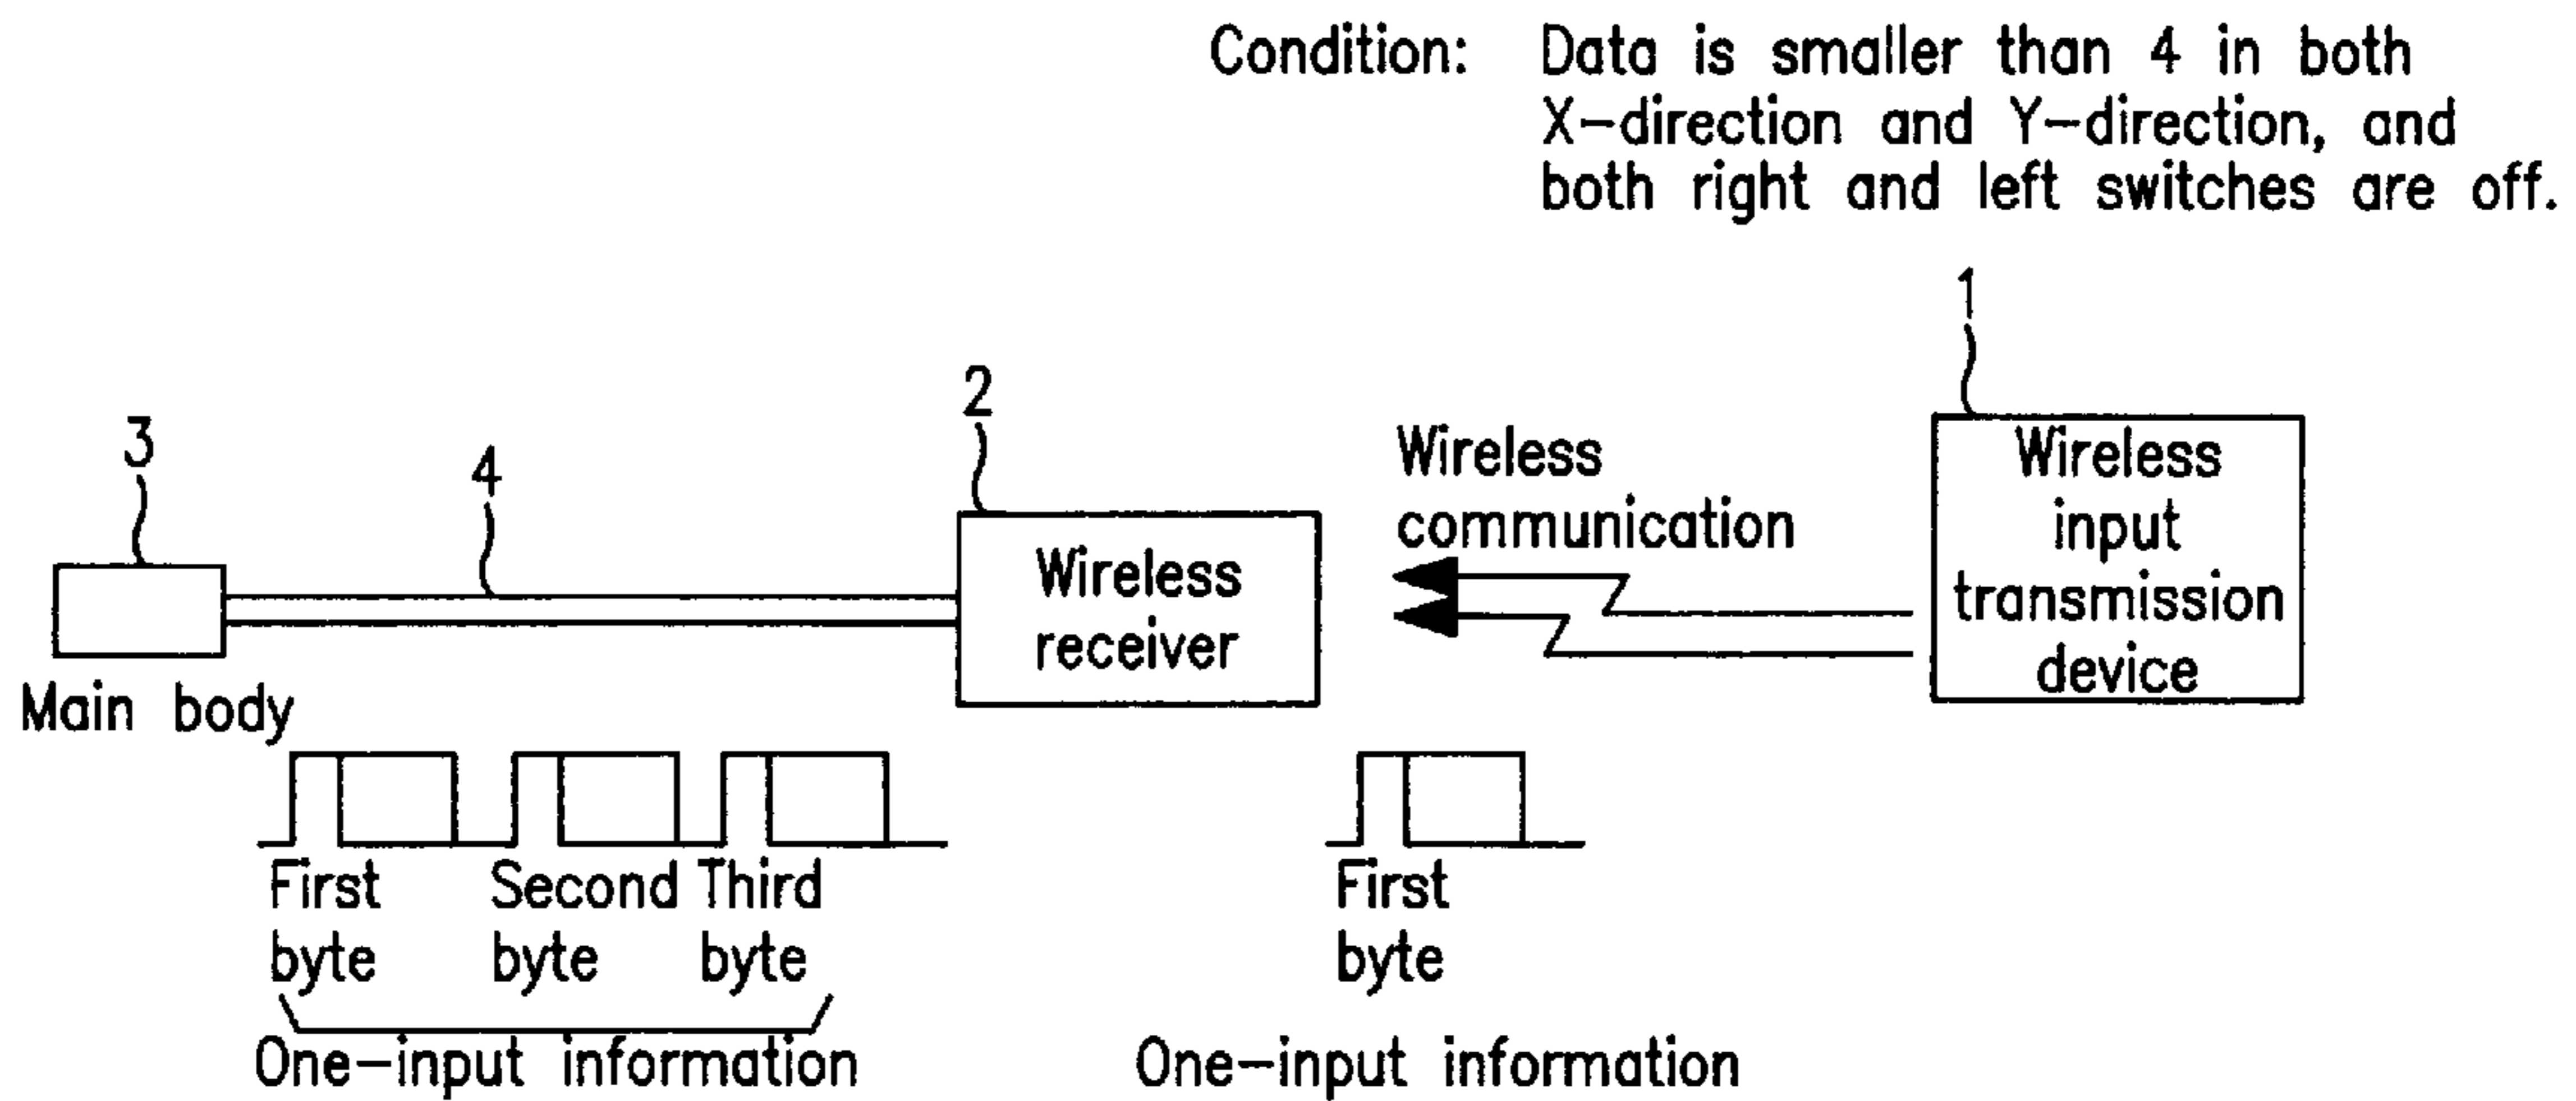 Condition: Data is smaller than 4 in both
X-direction and Y-direction, and
both right and left switches are off.
1
2
3
4
Wireless
communication
Wireless
input
transmission
device
Wireless
receiver
Main body
First
byte
Second
byte
Third
byte
First
byte
One-input information
One-input information